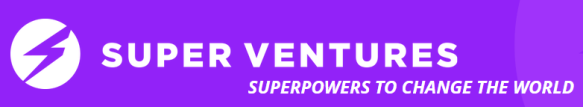 SUPER VENTURES
SUPERPOWERS TO CHANGE THE WORLD